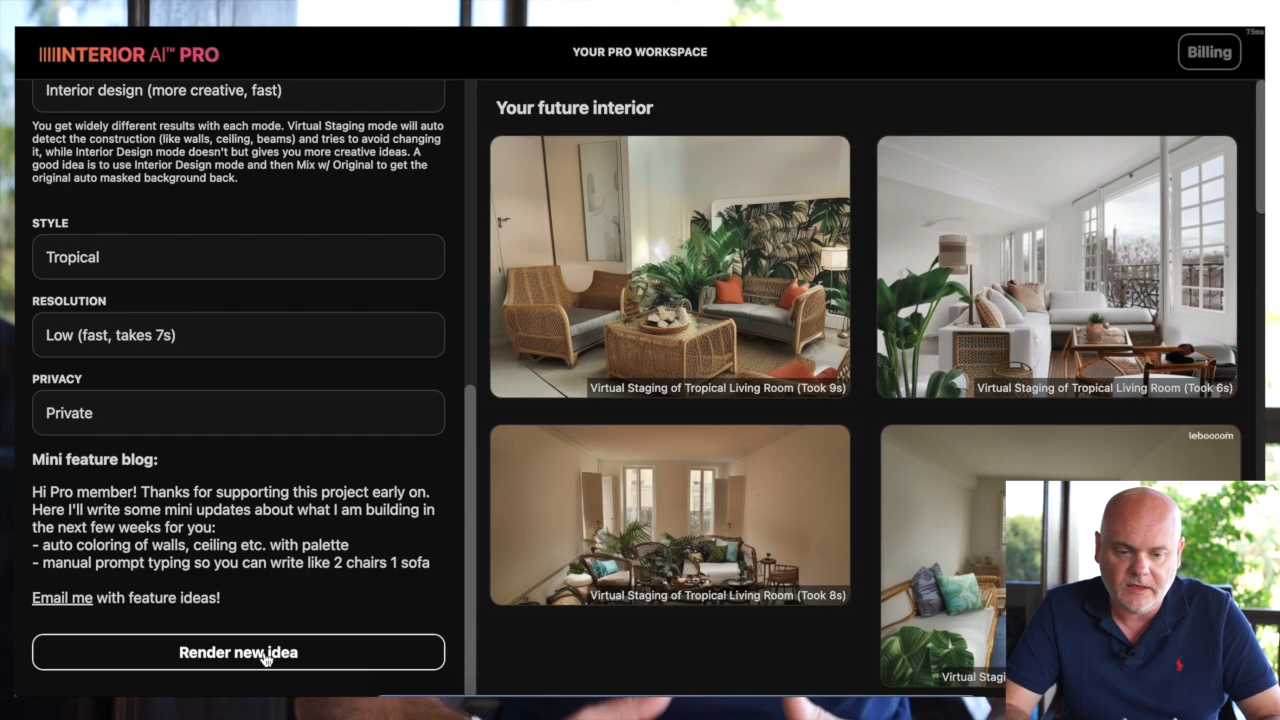 INTERIOR AI™ PRO
YOUR PRO WORKSPACE
Billing
75ms
Interior design (more creative, fast)
You get widely different results with each mode. Virtual Staging mode will auto
detect the construction (like walls, ceiling, beams) and tries to avoid changing
it, while Interior Design mode doesn't but gives you more creative ideas. A
good idea is to use Interior Design mode and then Mix w/ Original to get the
original auto masked background back.
STYLE
Tropical
RESOLUTION
Low (fast, takes 7s)
PRIVACY
Private
Mini feature blog:
Hi Pro member! Thanks for supporting this project early on.
Here I'll write some mini updates about what I am building in
the next few weeks for you:
- auto coloring of walls, ceiling etc. with palette
- manual prompt typing so you can write like 2 chairs 1 sofa
Email me with feature ideas!
Render new idea
Your future interior
Virtual Staging of Tropical Living Room (Took 9s)
Virtual Staging of Tropical Living Room (Took 6s)
Virtual Staging of Tropical Living Room (Took 8s)
leboooom
Virtual Stagi